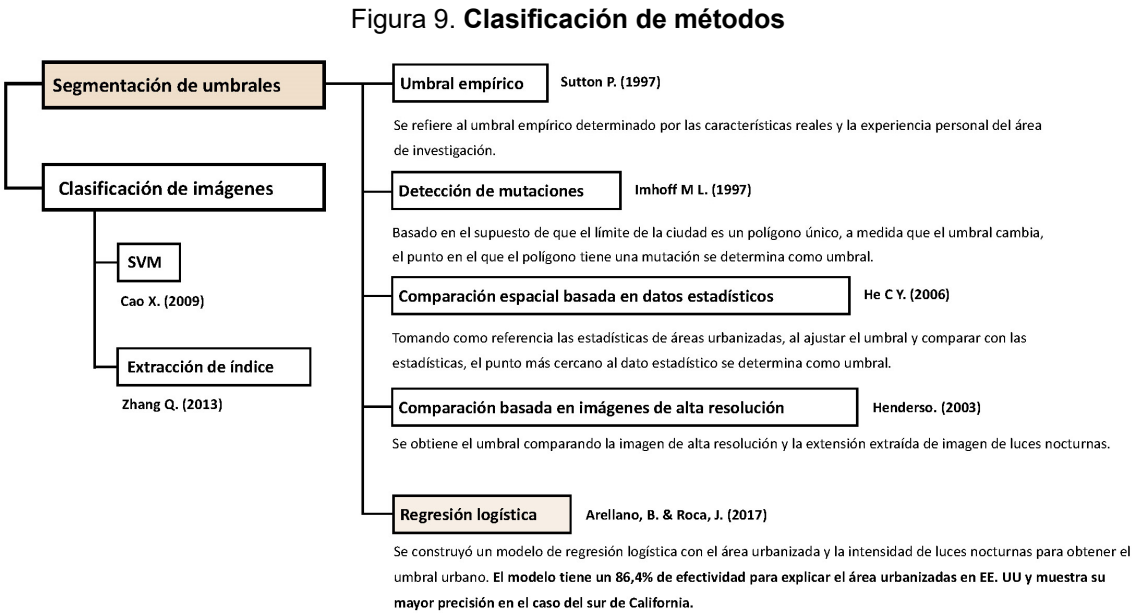 Figura 9. Clasificación de métodos
Segmentación de umbrales
Clasificación de imágenes
SVM
Cao X. (2009)
Extracción de índice
Zhang Q. (2013)
Umbral empírico
Sutton P. (1997)
Se refiere al umbral empírico determinado por las características reales y la experiencia personal del área
de investigación.
Detección de mutaciones
Imhoff M L. (1997)
Basado en el supuesto de que el límite de la ciudad es un polígono único, a medida que el umbral cambia,
el punto en el que el polígono tiene una mutación se determina como umbral.
Comparación espacial basada en datos estadísticos
He C Y. (2006)
Tomando como referencia las estadísticas de áreas urbanizadas, al ajustar el umbral y comparar con las
estadísticas, el punto más cercano al dato estadístico se determina como umbral.
Comparación basada en imágenes de alta resolución
Henderso. (2003)
Se obtiene el umbral comparando la imagen de alta resolución y la extensión extraída de imagen de luces nocturnas.
Regresión logística
Arellano, B. & Roca, J. (2017)
Se construyó un modelo de regresión logística con el área urbanizada y la intensidad de luces nocturnas para obtener el
umbral urbano. El modelo tiene un 86,4% de efectividad para explicar el área urbanizadas en EE. UU y muestra su
mayor precisión en el caso del sur de California.